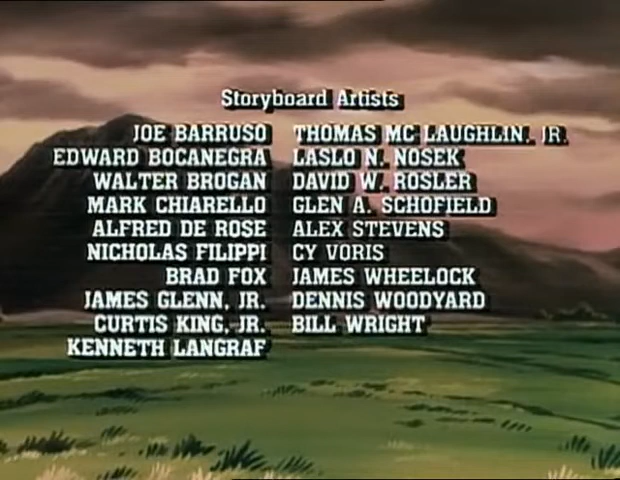 Storyboard Artists
JOE BARRUSO
EDWARD BOCANEGRA
WALTER BROGAN
MARK CHIARELLO
ALFRED DE ROSE
NICHOLAS FILIPPI
BRAD FOX
JAMES GLENN, JR.
CURTIS KING, JR.
KENNETH LANGRAF
THOMAS MC LAUGHLIN, JR.
LASLO N. NOSEK
DAVID W. ROSLER
GLEN A. SCHOFIELD
ALEX STEVENS
CY VORIS
JAMES WHEELOCK
DENNIS WOODYARD
BILL WRIGHT